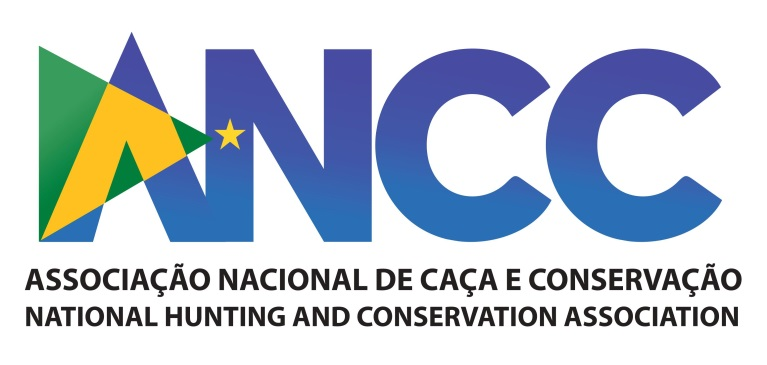 ANCC
ASSOCIAÇÃO NACIONAL DE CAÇA E CONSERVAÇÃO
NATIONAL HUNTING AND CONSERVATION ASSOCIATION